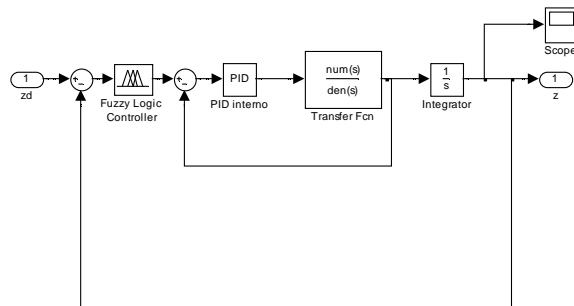 1
zd
Fuzzy Logic
Controller
PID
PID interno
num(s)
den(s)
Transfer Fcn
1
s
Integrator
Scope
1
z